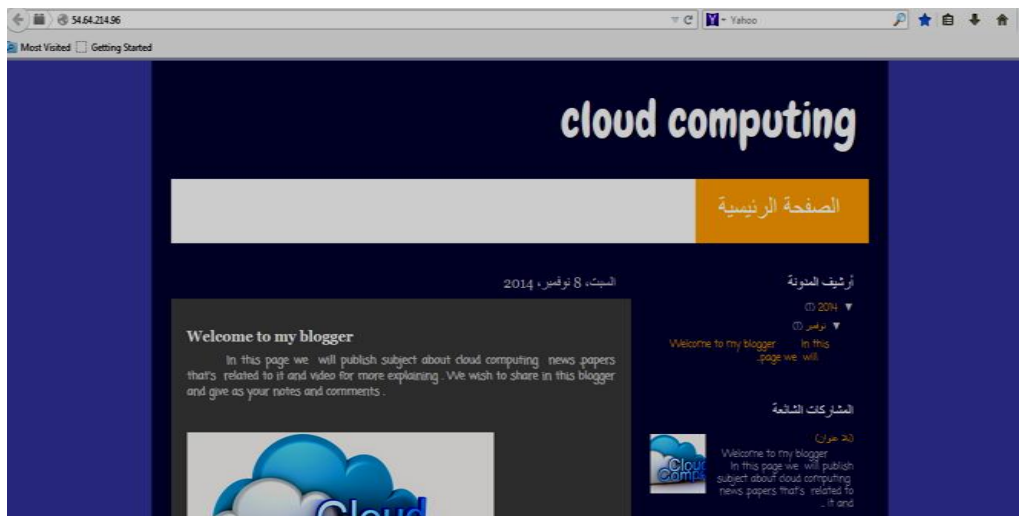 54.64.214.96
Yahoo
Most Visited
Getting Started
cloud computing
الصفحة الرئيسية
السبت، 8 نوفمبر، 2014
Welcome to my blogger
In this page we will publish subject about cloud computing news ,papers
that's related to it and video for more explaining . We wish to share in this blogger
and give as your notes and comments .
Cloud
أرشيف المدونة
▼ 2014 (1)
▼ نوفمبر (1)
Welcome to my blogger In this
page we will.
المشاركات الشائعة
(بلا عنوان)
Welcome to my blogger
In this page we will publish
subject about cloud computing
news ,papers that's related to
it and ..
Cloud
Comp